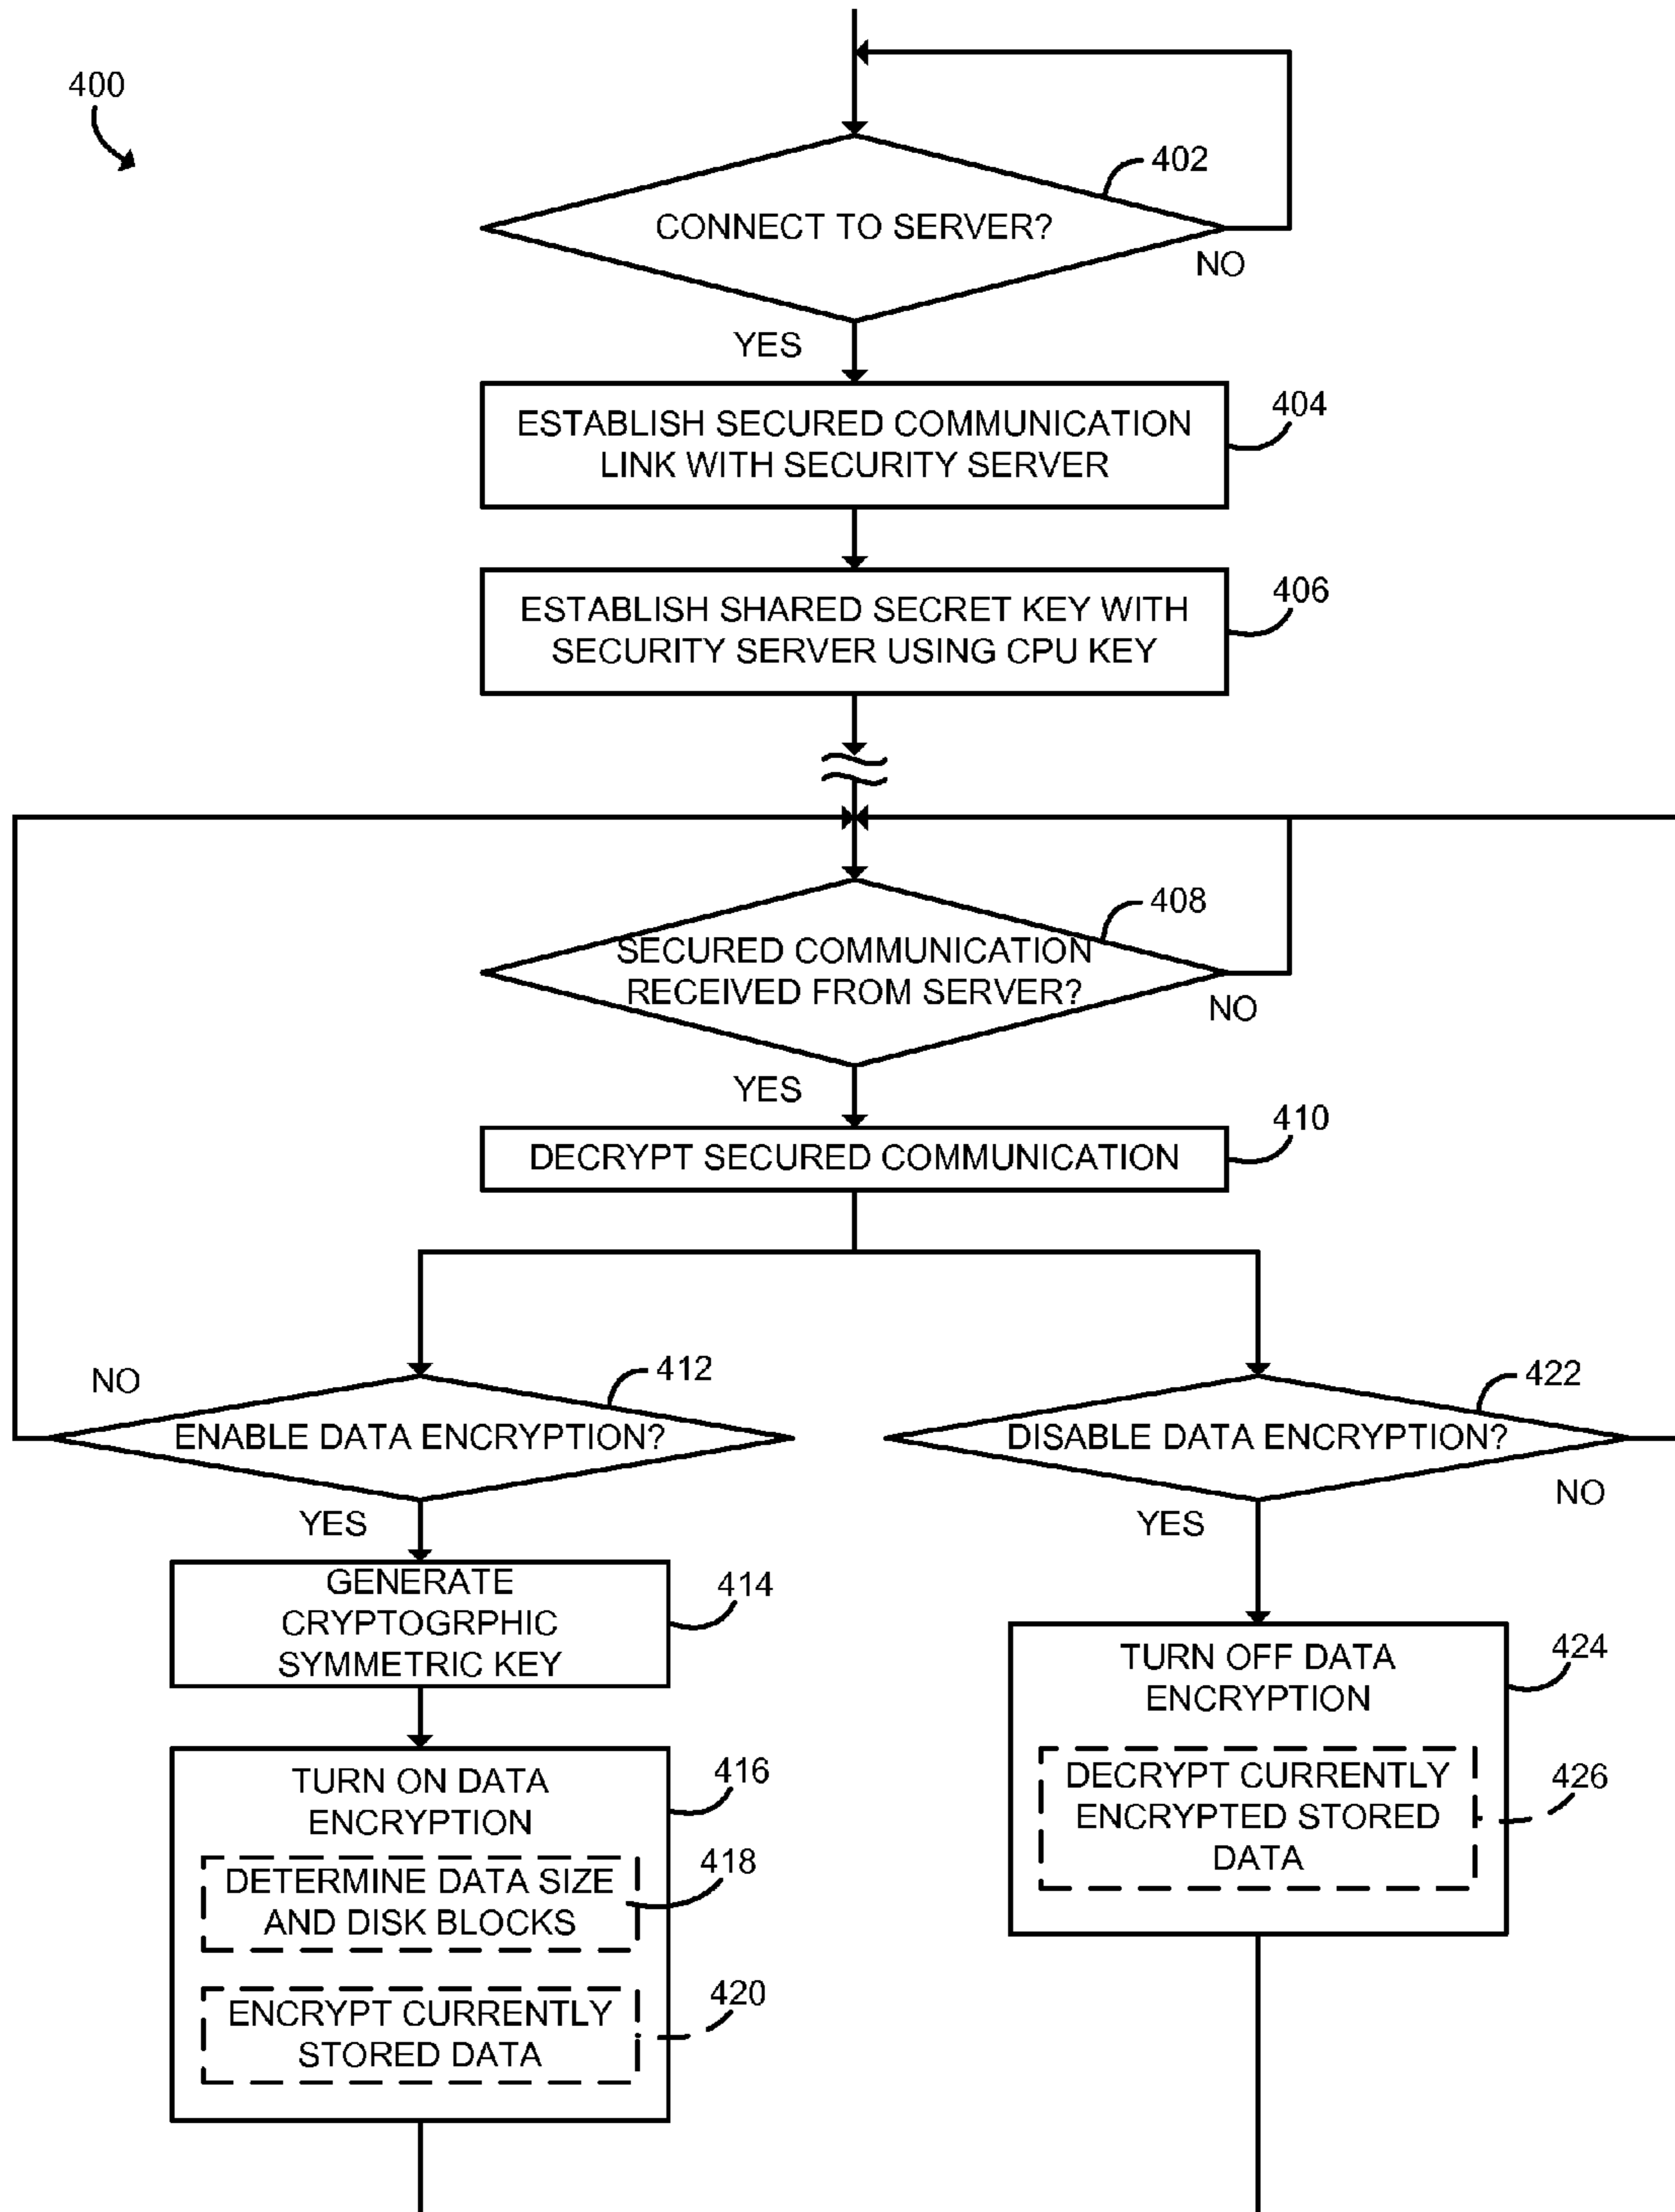 400
402
CONNECT TO SERVER?
NO
YES
404
ESTABLISH SECURED COMMUNICATION
LINK WITH SECURITY SERVER
406
ESTABLISH SHARED SECRET KEY WITH
SECURITY SERVER USING CPU KEY
408
SECURED COMMUNICATION
RECEIVED FROM SERVER?
NO
YES
410
DECRYPT SECURED COMMUNICATION
NO
412
ENABLE DATA ENCRYPTION?
YES
422
DISABLE DATA ENCRYPTION?
NO
YES
GENERATE
CRYPTOGRPHIC
SYMMETRIC KEY
414
TURN ON DATA
ENCRYPTION
416
DETERMINE DATA SIZE
AND DISK BLOCKS
418
ENCRYPT CURRENTLY
STORED DATA
420
TURN OFF DATA
ENCRYPTION
424
DECRYPT CURRENTLY
ENCRYPTED STORED
DATA
426